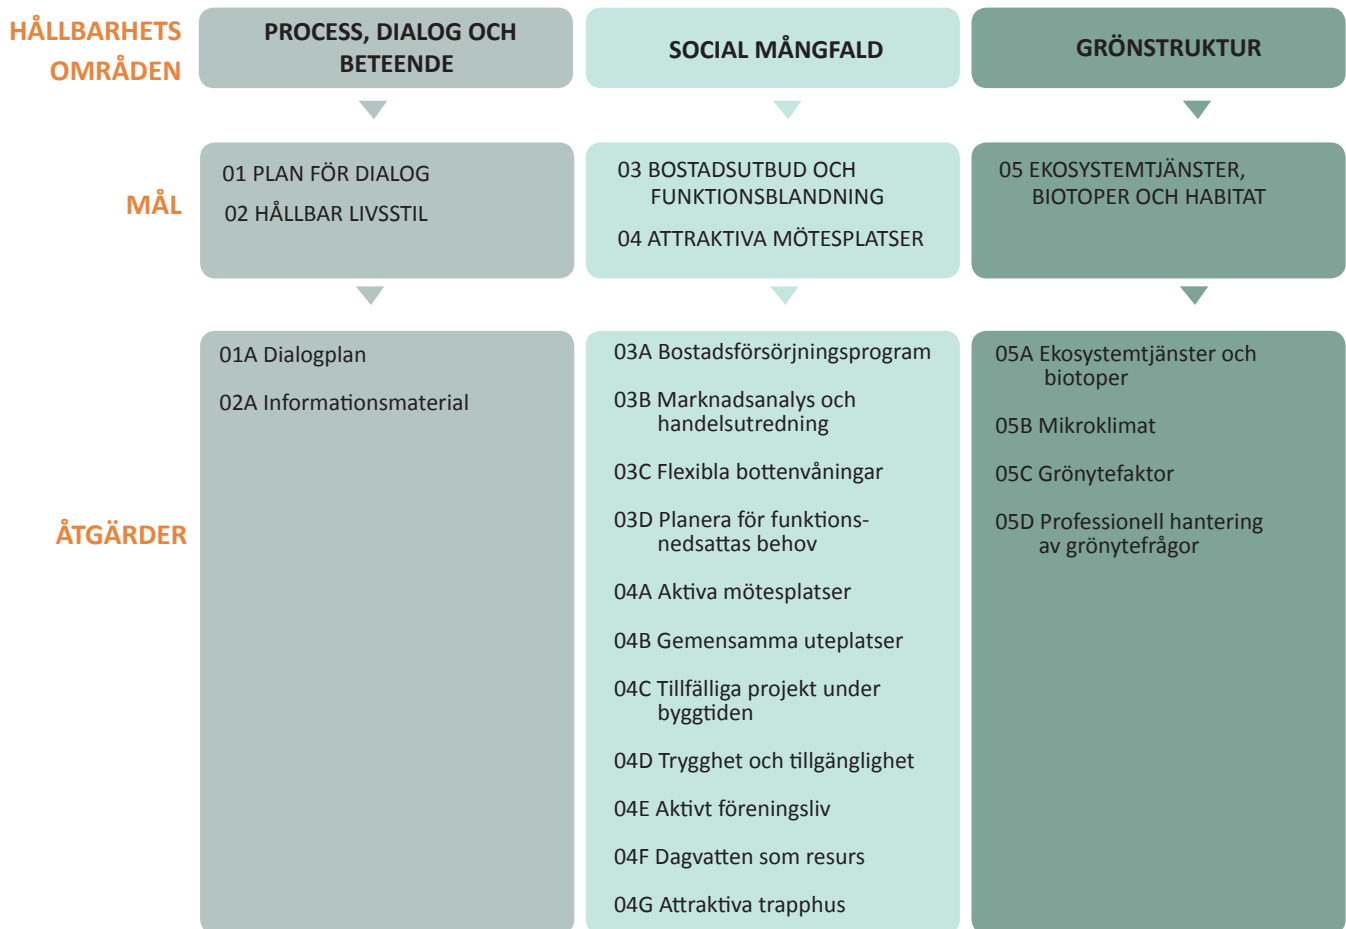 HÅLLBARHETS
OMRÅDEN
PROCESS, DIALOG OCH
BETEENDE
SOCIAL MÅNGFALD
GRÖNSTRUKTUR
MÅL
01 PLAN FÖR DIALOG
02 HÅLLBAR LIVSSTIL
03 BOSTADSUTBUD OCH
FUNKTIONSBLANDNING
04 ATTRAKTIVA MÖTESPLATSER
05 EKOSYSTEMTJÄNSTER,
BIOTOPER OCH HABITAT
ÅTGÄRDER
01A Dialogplan
02A Informationsmaterial
03A Bostadsförsörjningsprogram
03B Marknadsanalys och
handelsutredning
03C Flexibla bottenvåningar
03D Planera för funktions-
nedsattas behov
04A Aktiva mötesplatser
04B Gemensamma uteplatser
04C Tillfälliga projekt under
byggtiden
04D Trygghet och tillgänglighet
04E Aktivt föreningsliv
04F Dagvatten som resurs
04G Attraktiva trapphus
05A Ekosystemtjänster och
biotoper
05B Mikroklimat
05C Grönytefaktor
05D Professionell hantering
av grönytefrågor